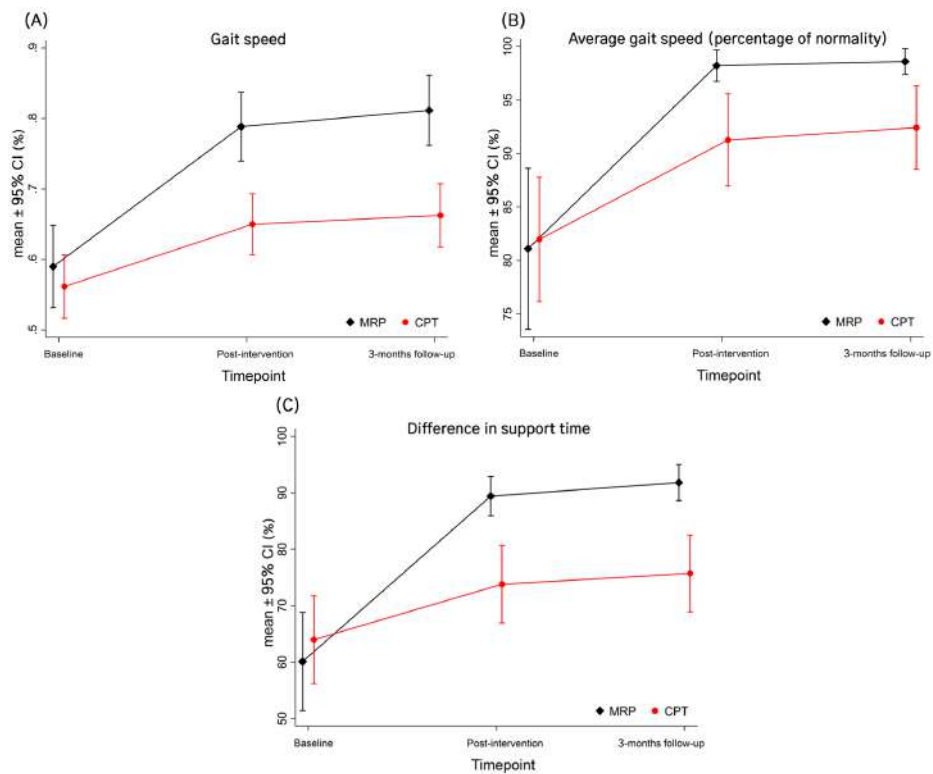 (A)
Gait speed
mean ± 95% CI (%)
.9
.8
.7
.6
.5
MRP CPT
Baseline Post-intervention 3-months follow-up
Timepoint
(B)
Average gait speed (percentage of normality)
mean ± 95% CI (%)
100
95
90
85
80
75
MRP CPT
Baseline Post-intervention 3-months follow-up
Timepoint
(C)
Difference in support time
mean ± 95% CI (%)
100
90
80
70
60
50
MRP CPT
Baseline Post-intervention 3-months follow-up
Timepoint